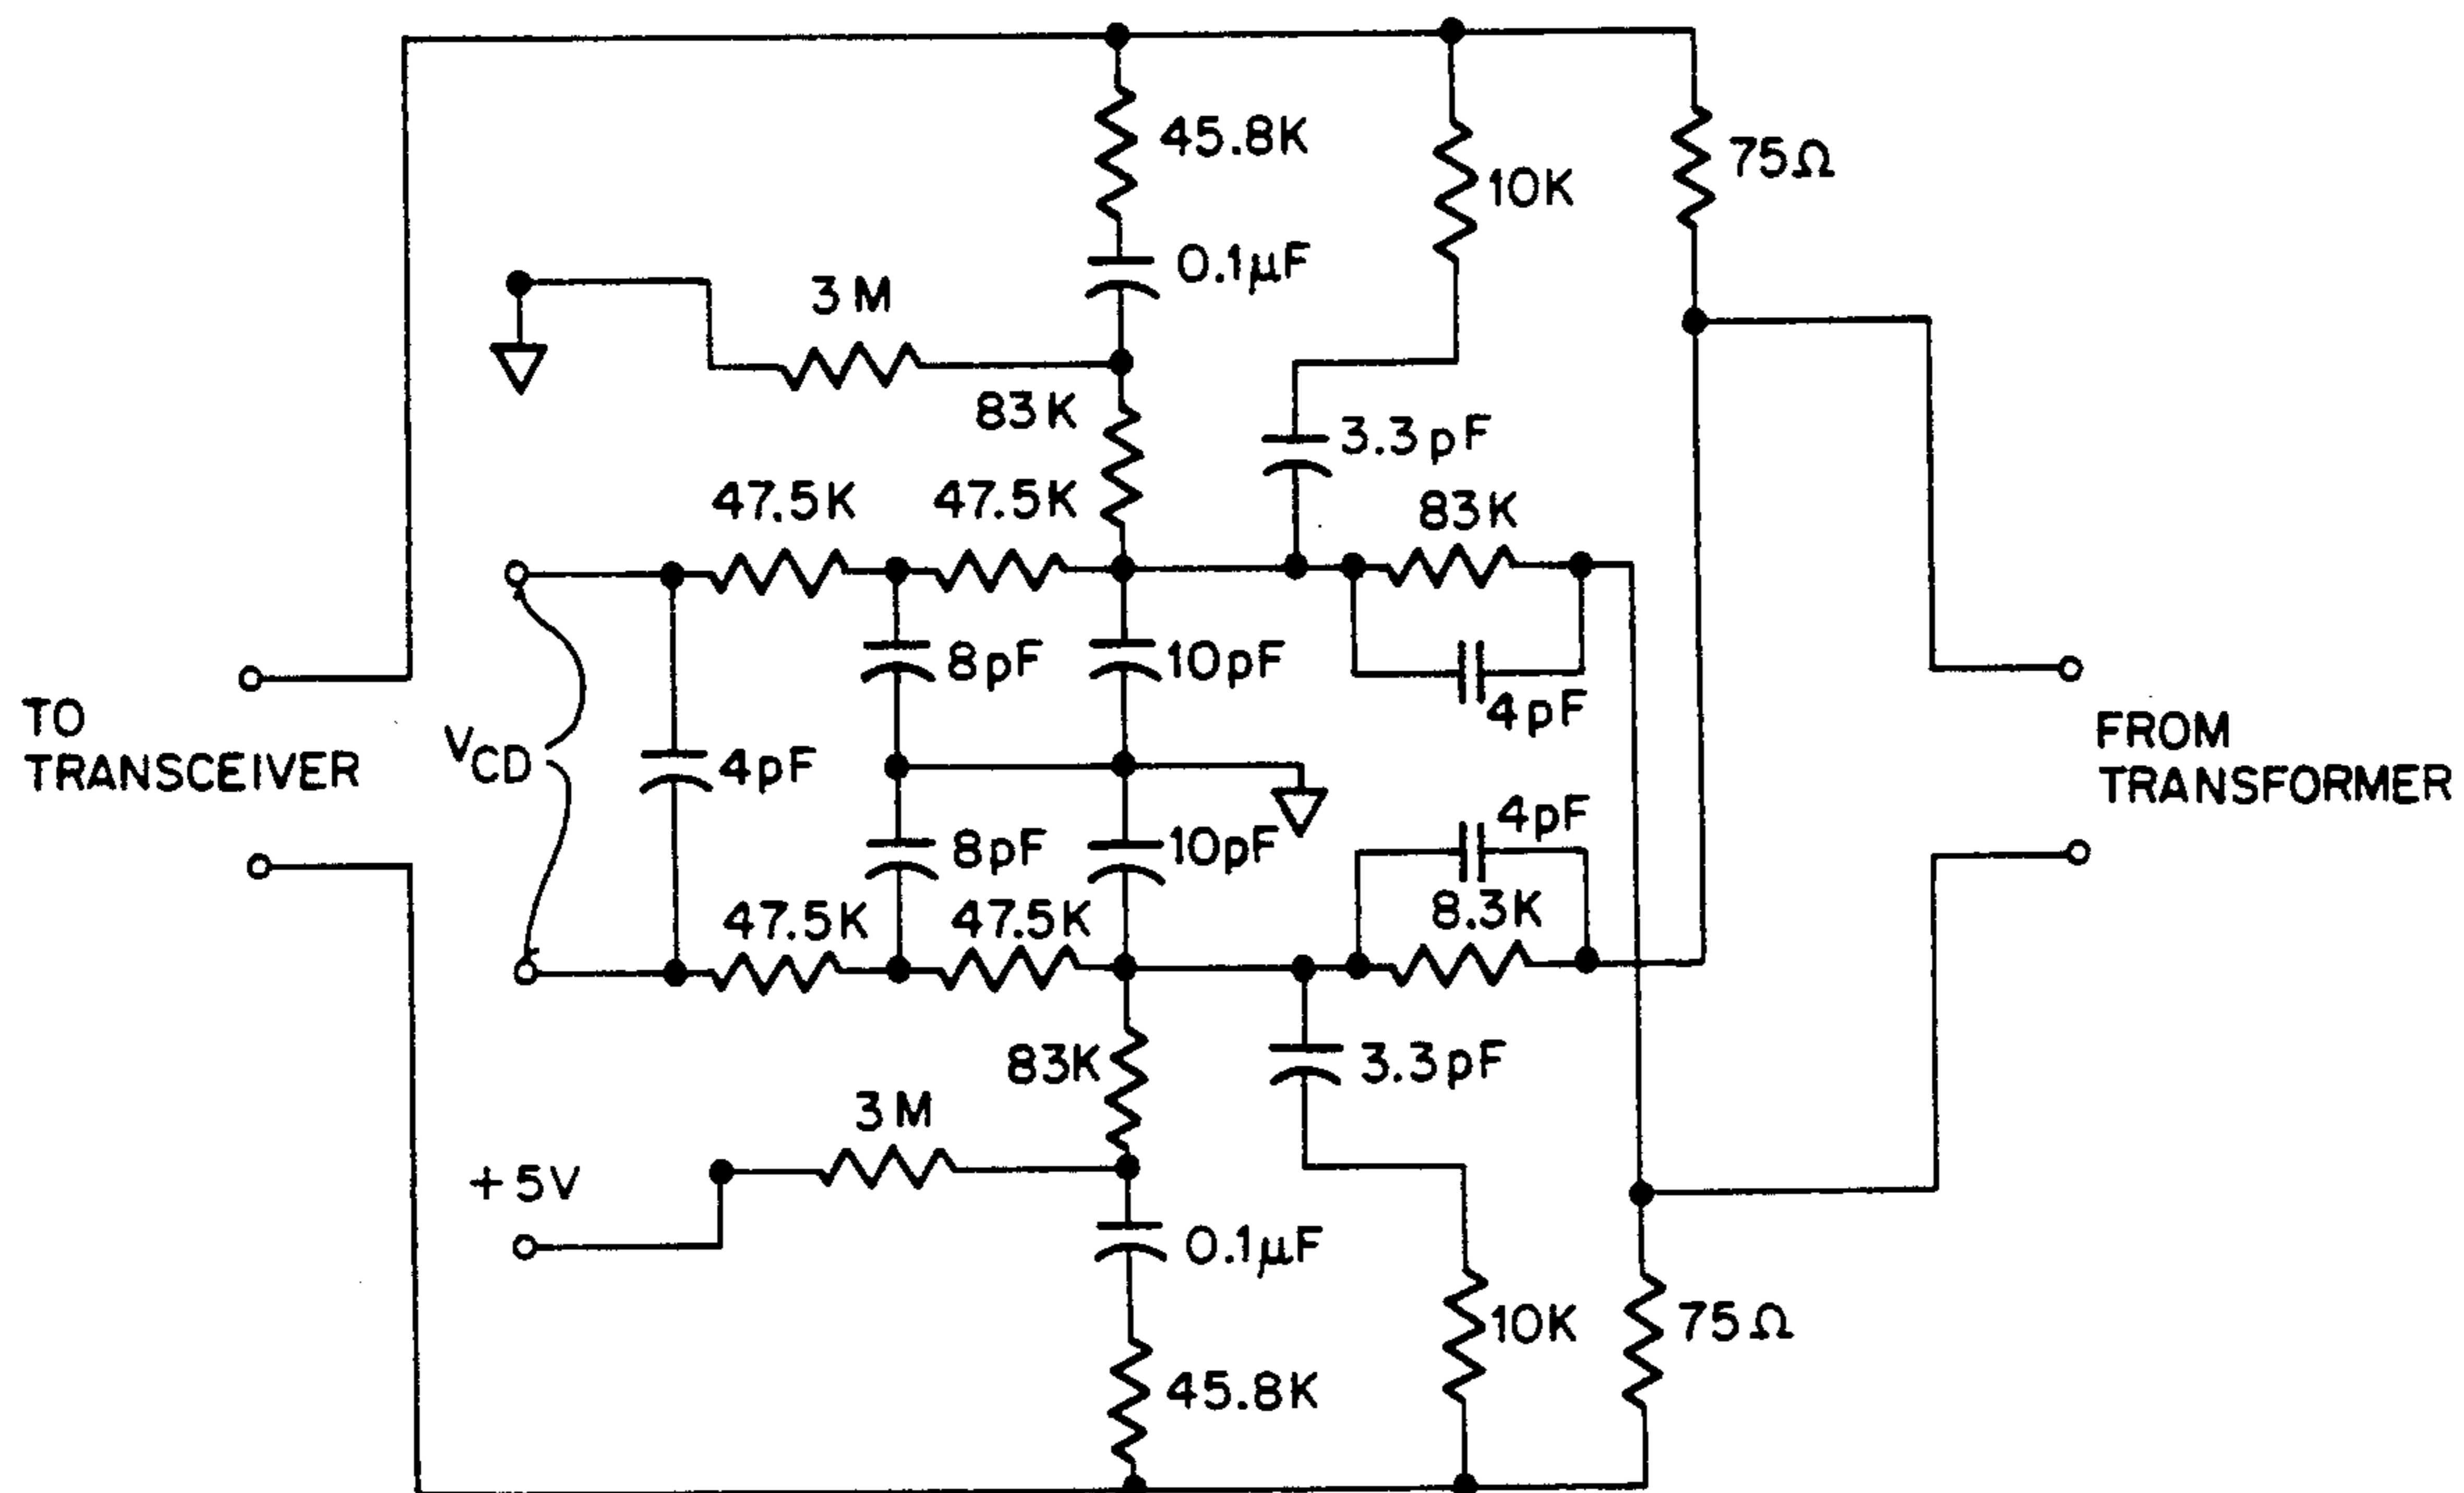 45.8K
10K
75Ω
0.1μF
3M
83K
3.3pF
47.5K
47.5K
83K
8pF
10pF
4pF
TO
TRANSCEIVER
VCD
4pF
FROM
TRANSFORMER
4pF
8pF
10pF
8.3K
47.5K
47.5K
83K
3.3pF
3M
+5V
0.1μF
10K
75Ω
45.8K